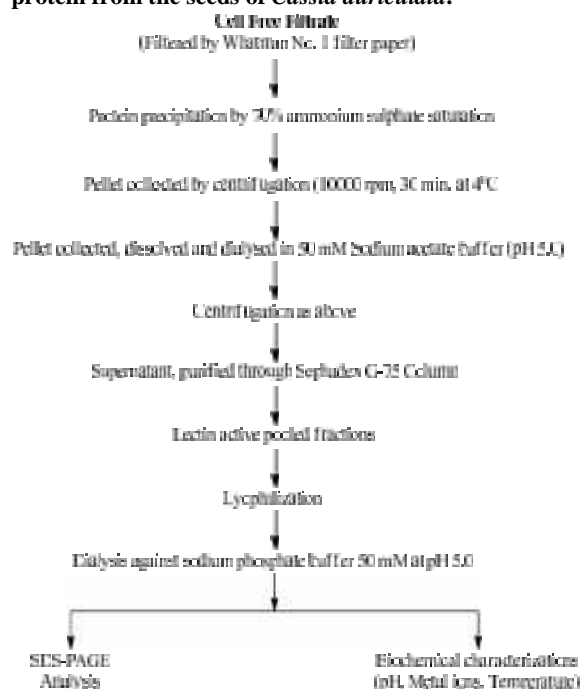 protein from the seeds of Cassia auriculata.
Cell Free Filtrate
(Filtered by Whatman No. 1 filter paper)
Protein precipitation by 70% ammonium sulphate saturation
Pellet collected by centrifugation (10000 rpm, 30 min. at 4°C
Pellet collected, dissolved and dialysed in 50 mM Sodium acetate buffer (pH 5.0)
Centrifugation as above
Supernatant, purified through Sephadex G-75 Column
Lectin active pooled fractions
Lyophilization
Dialysis against sodium phosphate buffer 50 mM at pH 5.0
SDS-PAGE
Analysis
Biochemical characterizations
(pH, Metal ions, Temperature)